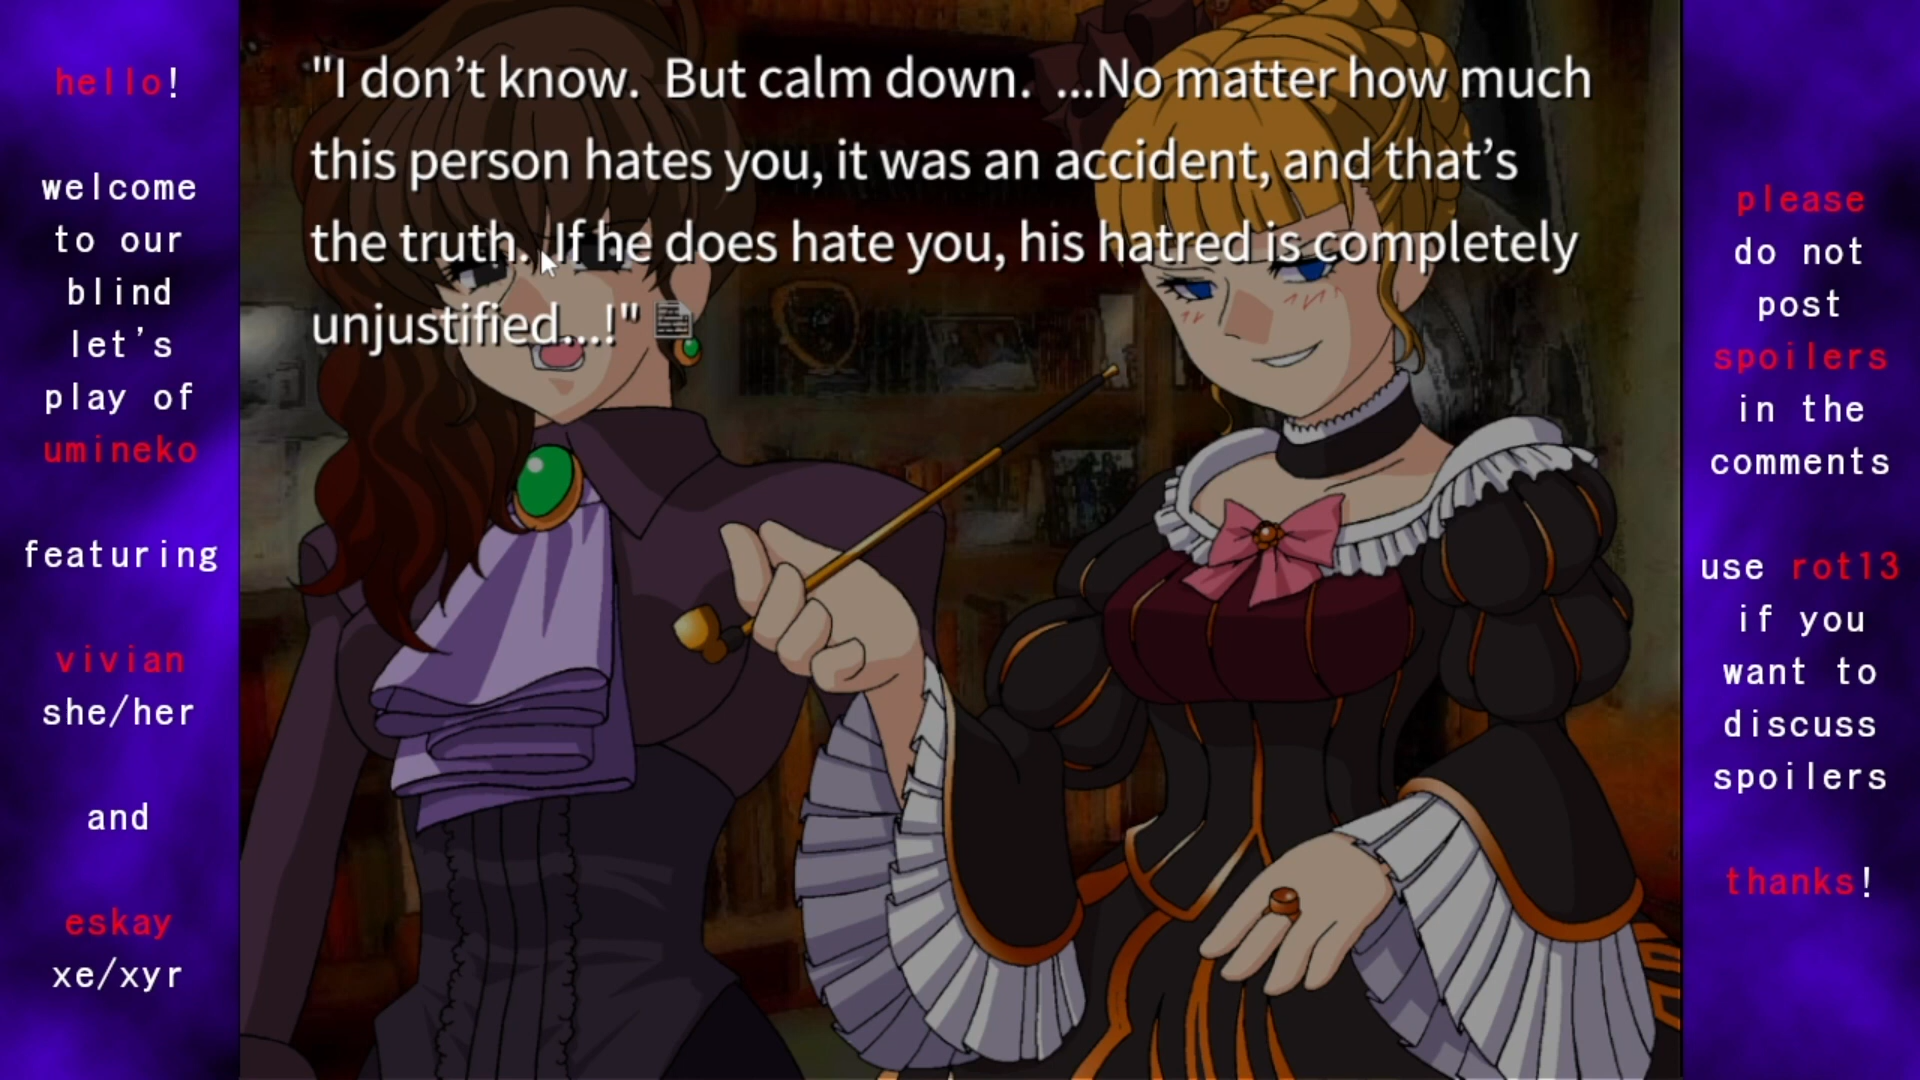 hello!
welcome
to our
blind
let's
play of
umineko
featuring
vivian
she/her
and
eskay
xe/xyr
"I don’t know.  But calm down.  ...No matter how much
this person hates you, it was an accident, and that’s
the truth.  If he does hate you, his hatred is completely
unjustified...!"
please
do not
post
spoilers
in the
comments
use rot13
if you
want to
discuss
spoilers
thanks!